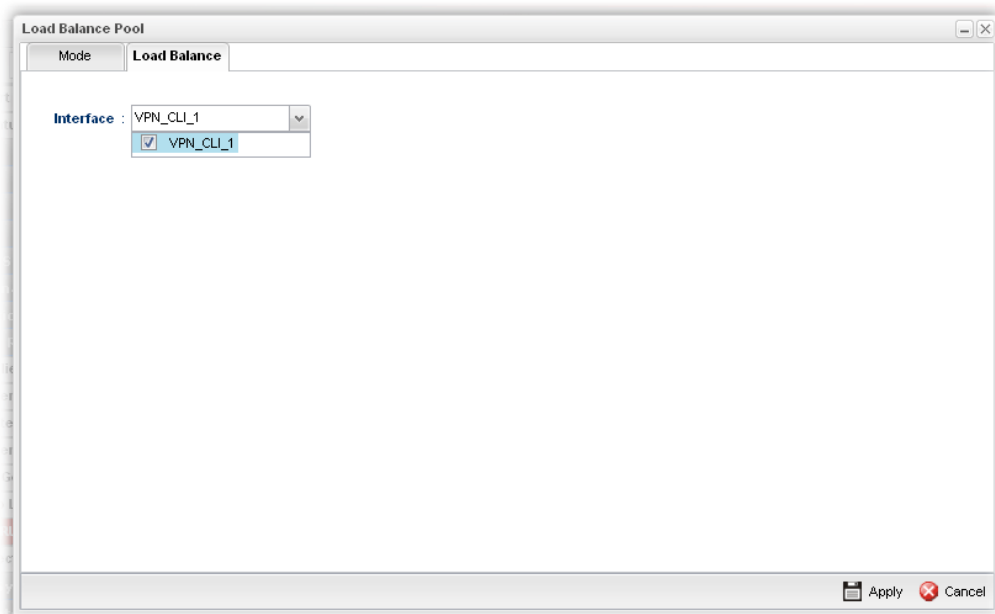 Load Balance Pool
Mode Load Balance
Interface : VPN_CLI_1
VPN_CLI_1
Apply Cancel